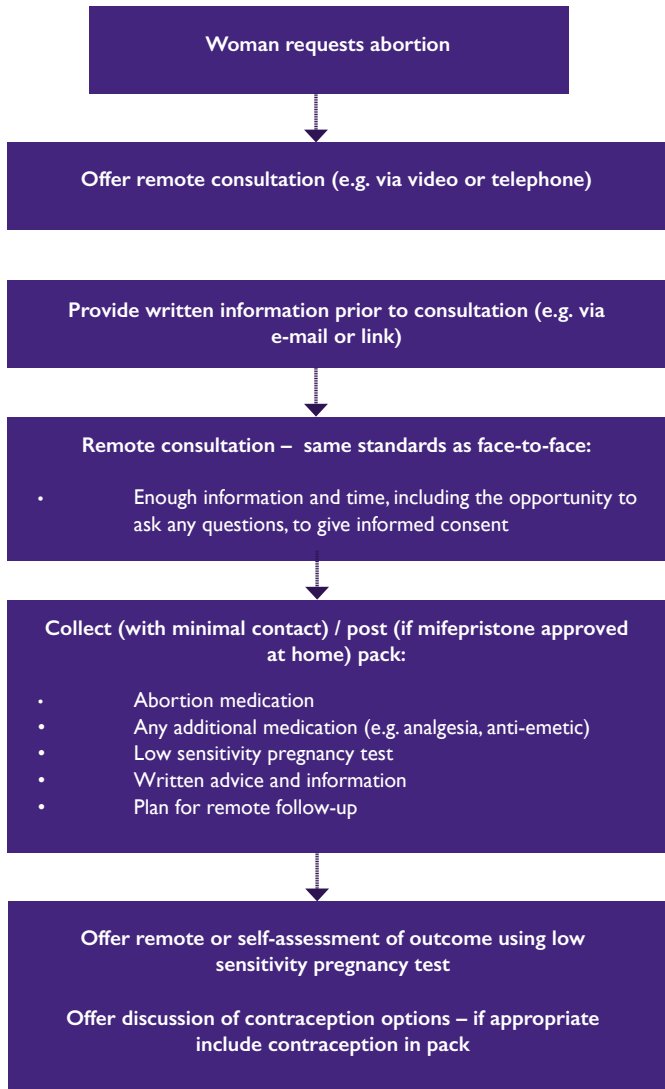 Woman requests abortion
Offer remote consultation (e.g. via video or telephone)
Provide written information prior to consultation (e.g. via
e-mail or link)
Remote consultation – same standards as face-to-face:
• Enough information and time, including the opportunity to
ask any questions, to give informed consent
Collect (with minimal contact) / post (if mifepristone approved
at home) pack:
• Abortion medication
• Any additional medication (e.g. analgesia, anti-emetic)
• Low sensitivity pregnancy test
• Written advice and information
• Plan for remote follow-up
Offer remote or self-assessment of outcome using low
sensitivity pregnancy test
Offer discussion of contraception options – if appropriate
include contraception in pack